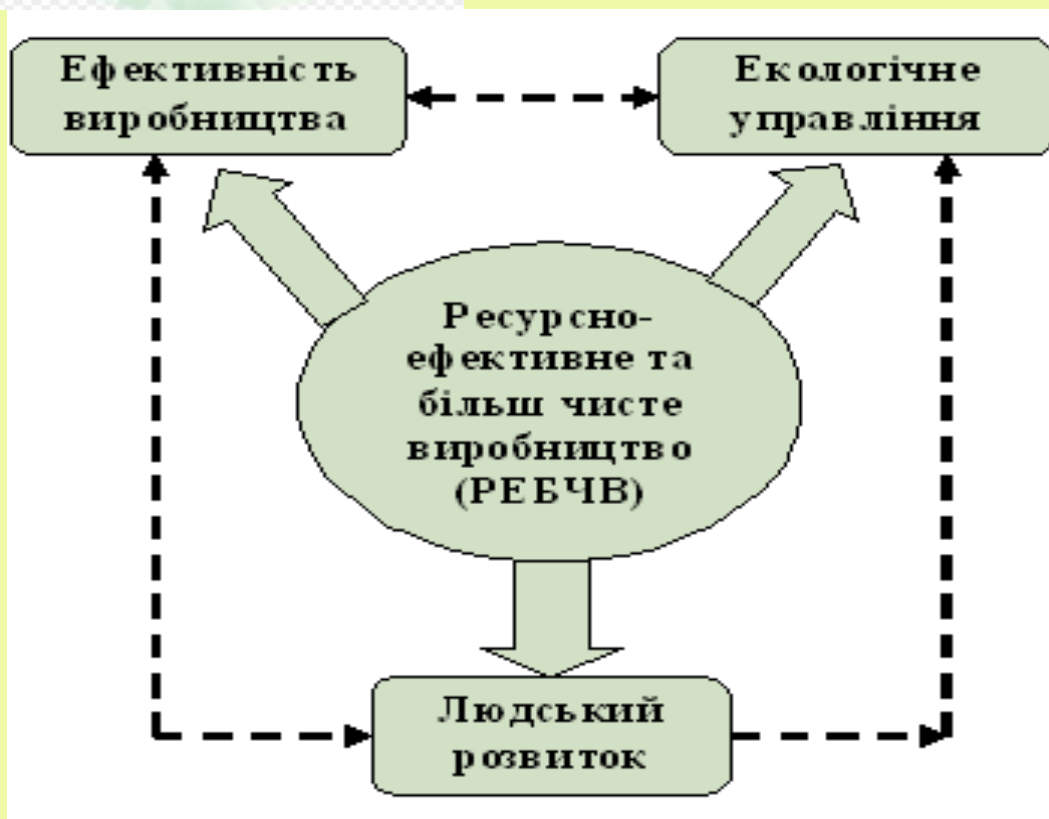 Ефективність
виробництва
Екологічне
управління
Ресурсно-
ефективне та
більш чисте
виробництво
(РЕБЧВ)
Людський
розвиток